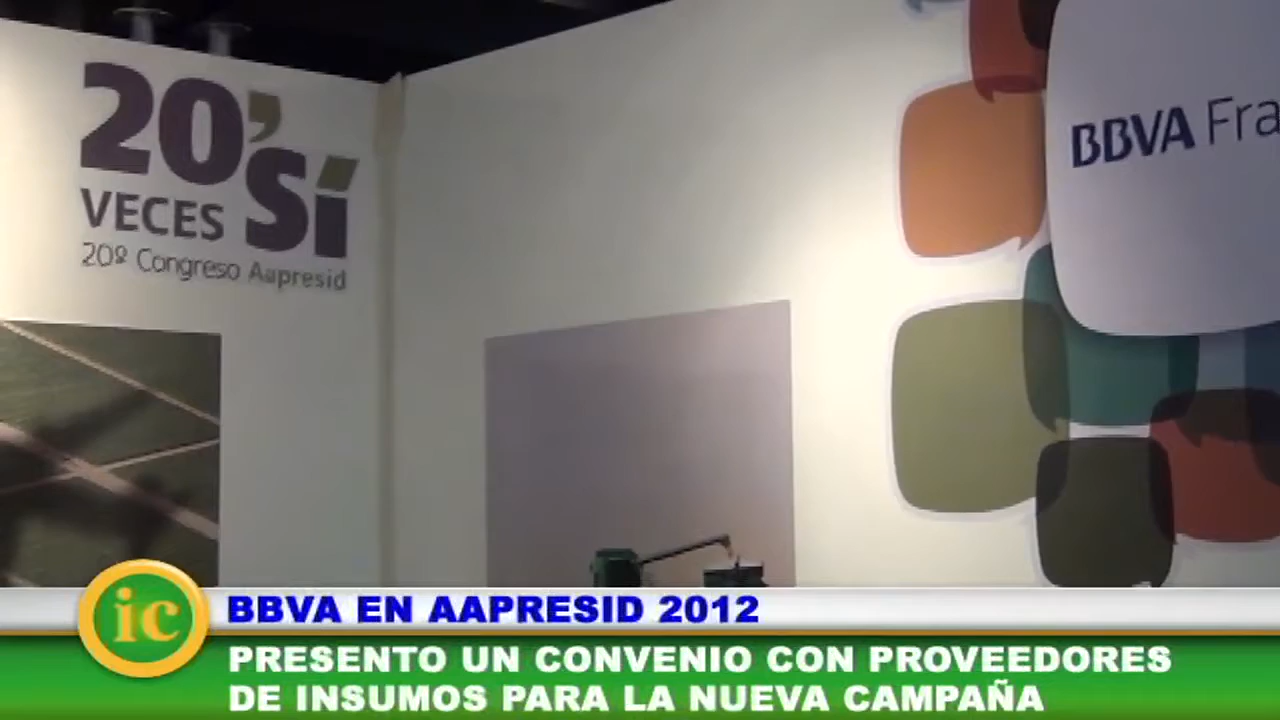 20'
VECES SÍ
20º Congreso Aapresid
BBVA Fra
ic
BBVA EN AAPRESID 2012
PRESENTO UN CONVENIO CON PROVEEDORES
DE INSUMOS PARA LA NUEVA CAMPAÑA